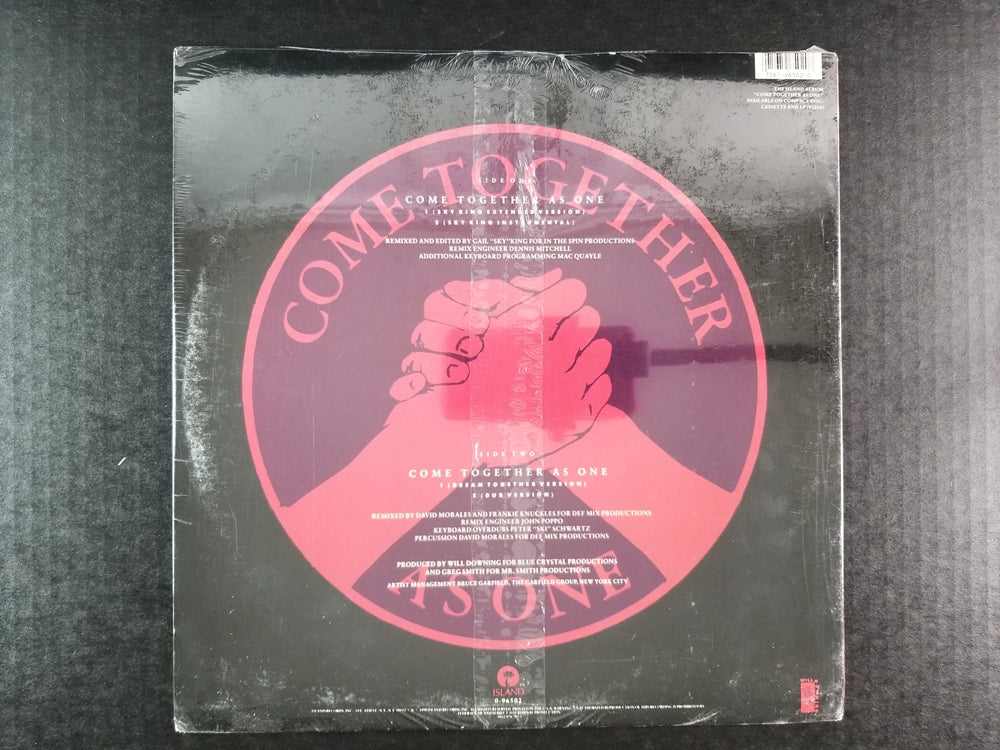 7567-96502-0
THE ISLAND ALBUM
"COME TOGETHER AS ONE"
AVAILABLE ON COMPACT DISC,
CASSETTE AND LP (91284)
COME TOGETHER
SIDE ONE
COME TOGETHER AS ONE
1 (SKY KING EXTENDED VERSION)
2 (SKY KING INSTRUMENTAL)
REMIXED AND EDITED BY GAIL "SKY" KING FOR IN THE SPIN PRODUCTIONS
REMIX ENGINEER DENNIS MITCHELL
ADDITIONAL KEYBOARD PROGRAMMING MAC QUAYLE
SIDE TWO
COME TOGETHER AS ONE
1 (DREAM TOGETHER VERSION)
2 (DUB VERSION)
REMIXED BY DAVID MORALES AND FRANKIE KNUCKLES FOR DEF MIX PRODUCTIONS.
REMIX ENGINEER JOHN POPPO
KEYBOARD OVERDUBS PETER "SKI" SCHWARTZ
PERCUSSION DAVID MORALES FOR DEF MIX PRODUCTIONS
PRODUCED BY WILL DOWNING FOR BLUE CRYSTAL PRODUCTIONS
AND GREG SMITH FOR MR. SMITH PRODUCTIONS
ARTIST MANAGEMENT BRUCE GARFIELD, THE GARFIELD GROUP, NEW YORK CITY
AS ONE
ISLAND
0-96502